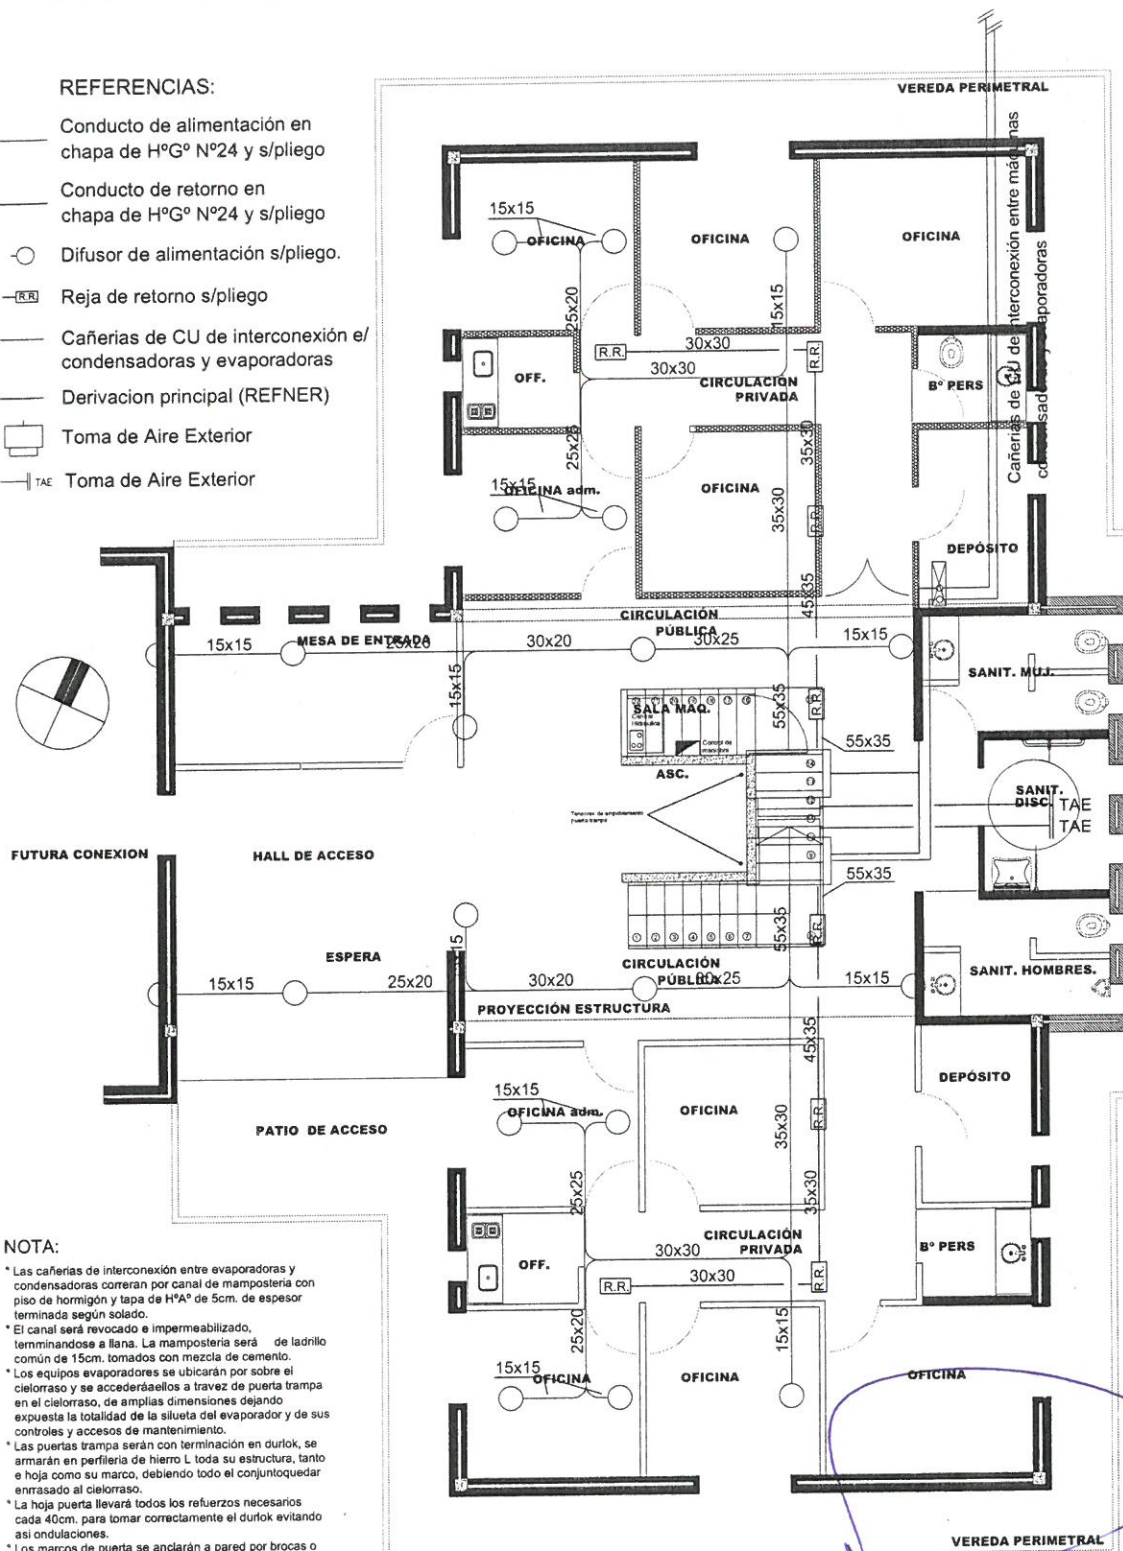 REFERENCIAS:
Conducto de alimentación en
chapa de HºGº Nº24 y s/pliego
Conducto de retorno en
chapa de HºGº Nº24 y s/pliego
Difusor de alimentación s/pliego.
R.R.
Reja de retorno s/pliego
Cañerias de CU de interconexión e/
condensadoras y evaporadoras
Derivacion principal (REFNER)
Toma de Aire Exterior
TAE Toma de Aire Exterior
VEREDA PERIMETRAL
Cañerias de CU de interconexión entre máquinas
15x15
OFICINA
OFICINA
OFICINA
25x20
15x15
R.R.
30x30
R.R.
OFF.
30x30
CIRCULACIÓN
PRIVADA
Bº PERS
25x25
35x30
15x15
OFICINA adm.
OFICINA
35x30
R.R.
DEPÓSITO
45x35
CIRCULACIÓN
PÚBLICA
15x15
MESA DE ENTRADA
25x20
30x20
30x25
15x15
15x15
SANIT. MUJ.
SALA MAQ.
55x35
R.R.
Control de
maniobra
55x35
ASC.
SANIT.
DISC.
TAE
TAE
FUTURA CONEXION
HALL DE ACCESO
55x35
55x35
R.R.
ESPERA
15x15
CIRCULACIÓN
PÚBLICA
15x15
25x20
30x20
30x25
15x15
SANIT. HOMBRES.
PROYECCIÓN ESTRUCTURA
45x35
15x15
OFICINA adm.
OFICINA
DEPÓSITO
PATIO DE ACCESO
35x30
R.R.
25x25
35x30
CIRCULACIÓN
PRIVADA
Bº PERS
OFF.
30x30
R.R.
30x30
R.R.
25x20
15x15
15x15
OFICINA
OFICINA
OFICINA
VEREDA PERIMETRAL
NOTA:
* Las cañerias de interconexión entre evaporadoras y
condensadoras correran por canal de mamposteria con
piso de hormigón y tapa de HºAº de 5cm. de espesor
terminada según solado.
* El canal será revocado e impermeabilizado,
temminandose a llana. La mamposteria será de ladrillo
común de 15cm. tomados con mezcla de cemento.
* Los equipos evaporadores se ubicarán por sobre el
cielorraso y se accederáaellos a travez de puerta trampa
en el cielorraso, de amplias dimensiones dejando
expuesta la totalidad de la silueta del evaporador y de sus
controles y accesos de mantenimiento.
* Las puertas trampa serán con terminación en durlok, se
armarán en perfileria de hierro L toda su estructura, tanto
e hoja como su marco, debiendo todo el conjuntoquedar
enrrasado al cielorraso.
* La hoja puerta llevará todos los refuerzos necesarios
cada 40cm. para tomar correctamente el durlok evitando
asi ondulaciones.
* Los marcos de puerta se anclarán a pared por brocas o